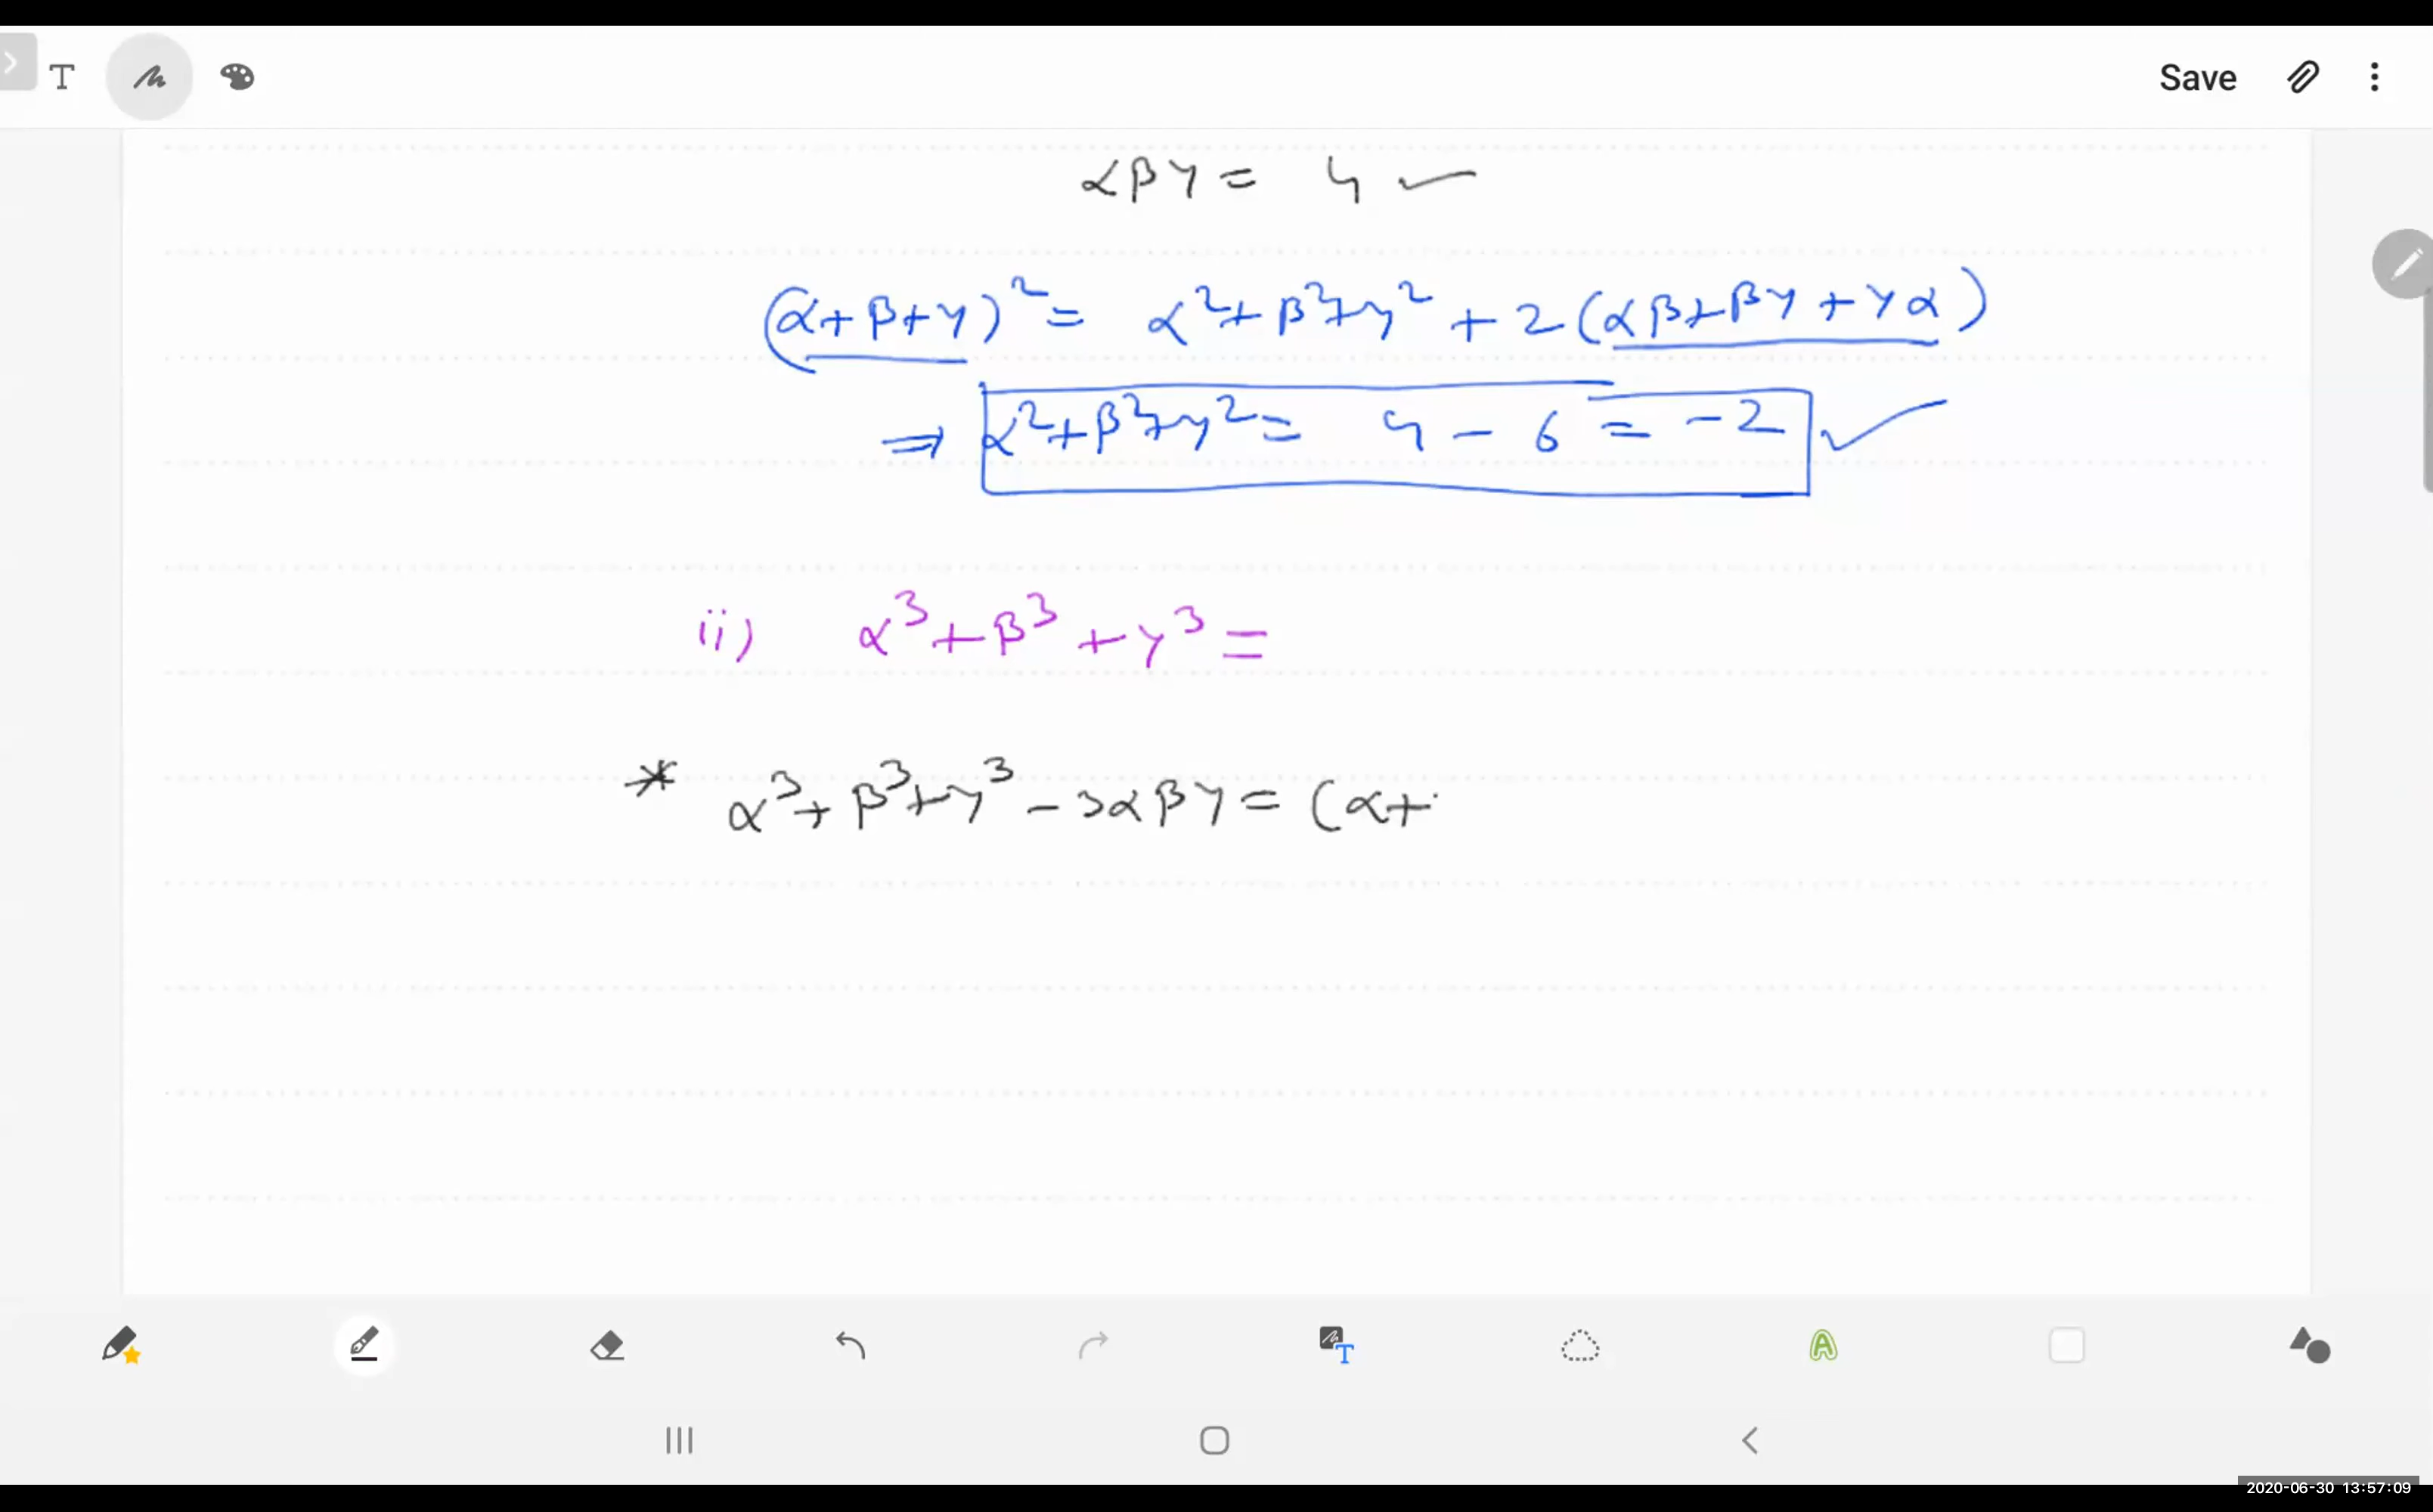 T
Save
αβγ = 4 ✓
(α+β+γ)² = α²+β²+γ² + 2(αβ+βγ+γα)
⇒ α²+β²+γ² = 4 - 6 = -2 ✓
ii) α³+β³+γ³ =
* α³+β³+γ³ - 3αβγ = (α+
T
A
2020-06-30 13:57:09